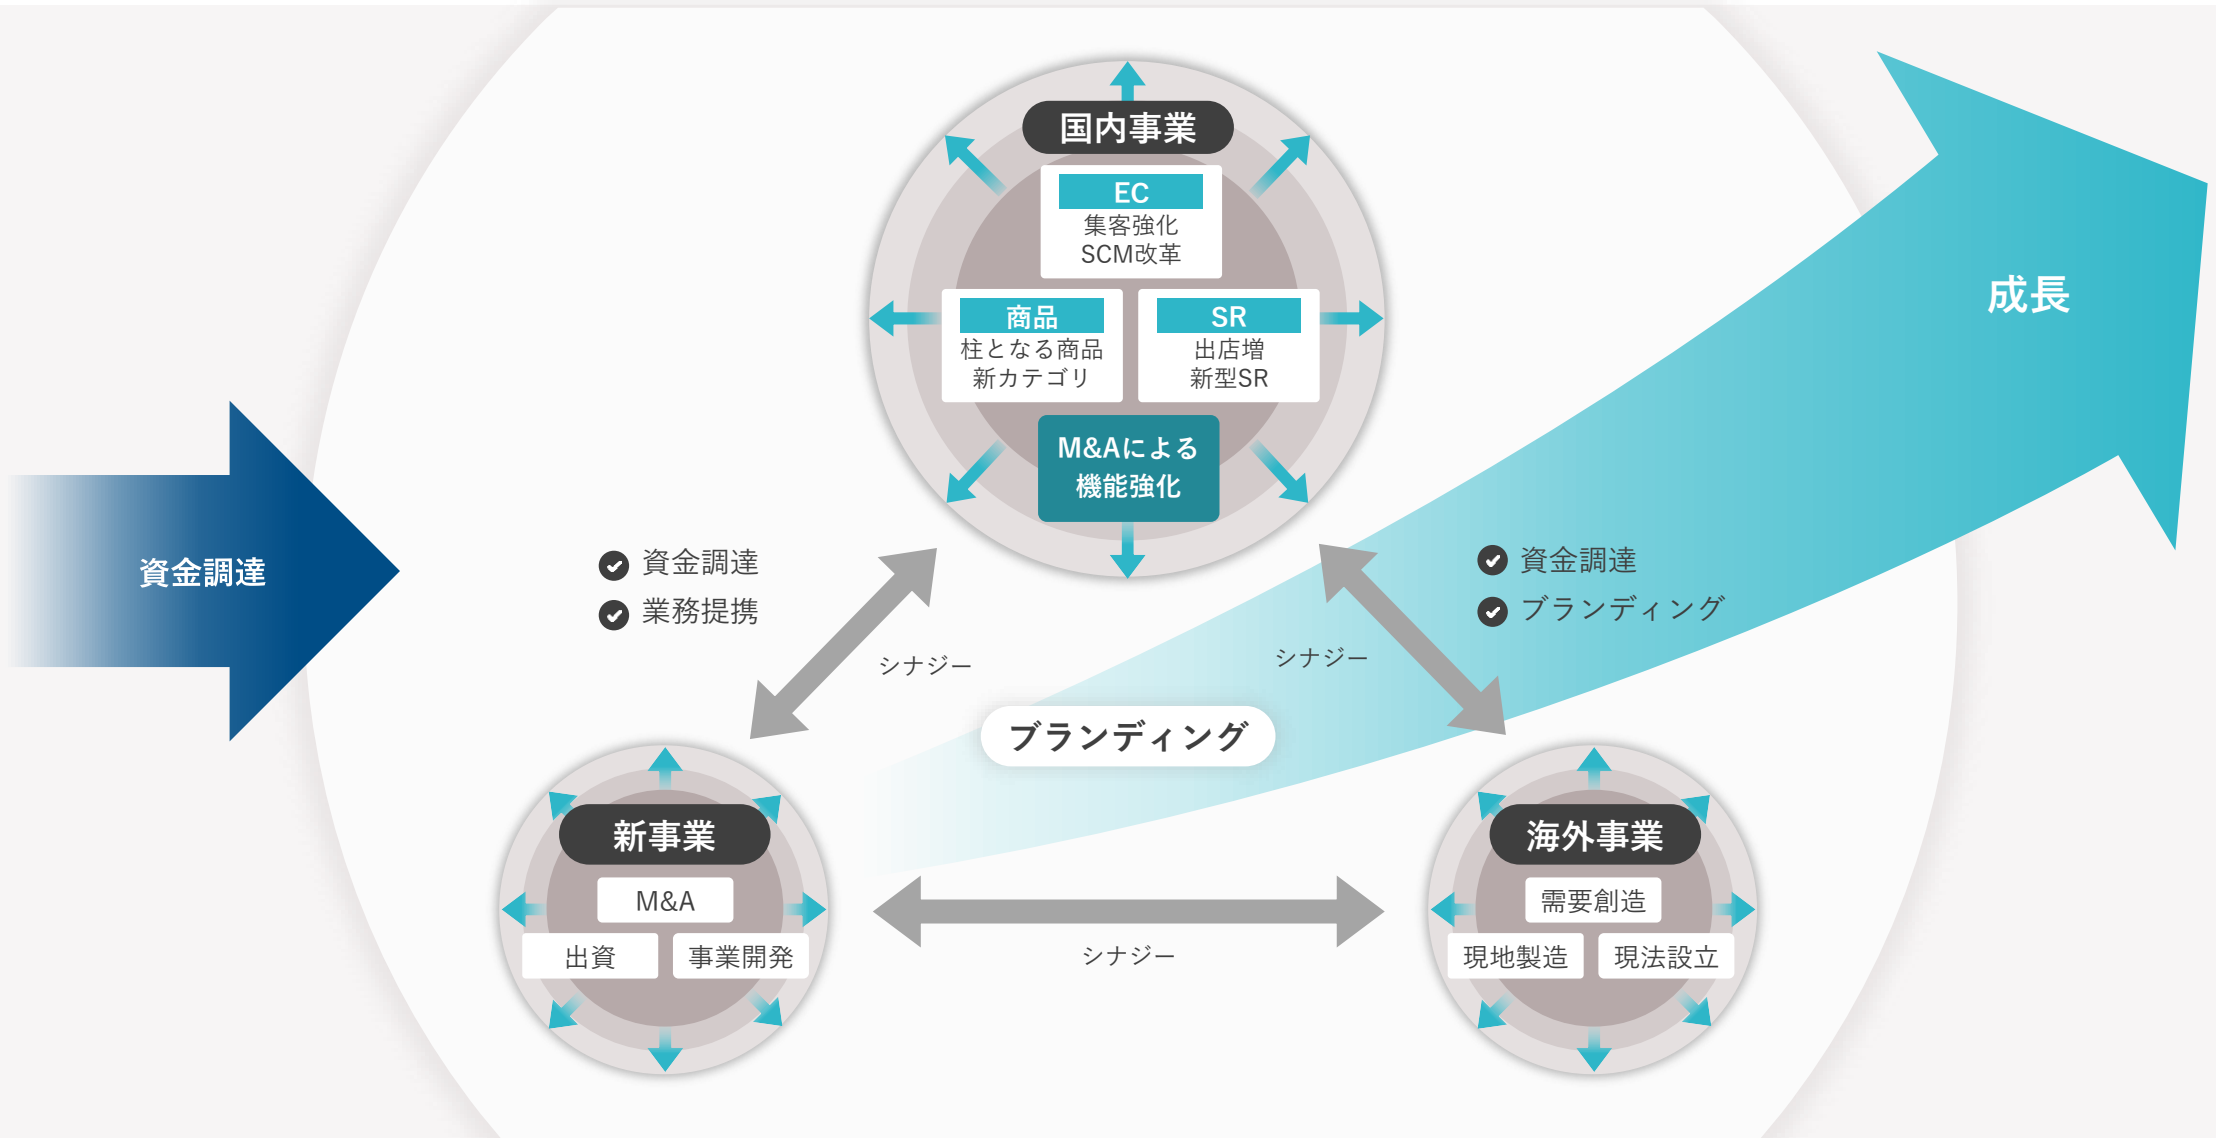 国内事業
EC
集客強化
SCM改革
商品
柱となる商品
新カテゴリ
SR
出店増
新型SR
M&Aによる
機能強化
成長
資金調達
資金調達
業務提携
シナジー
資金調達
ブランディング
シナジー
ブランディング
新事業
M&A
出資
事業開発
シナジー
海外事業
需要創造
現地製造
現法設立